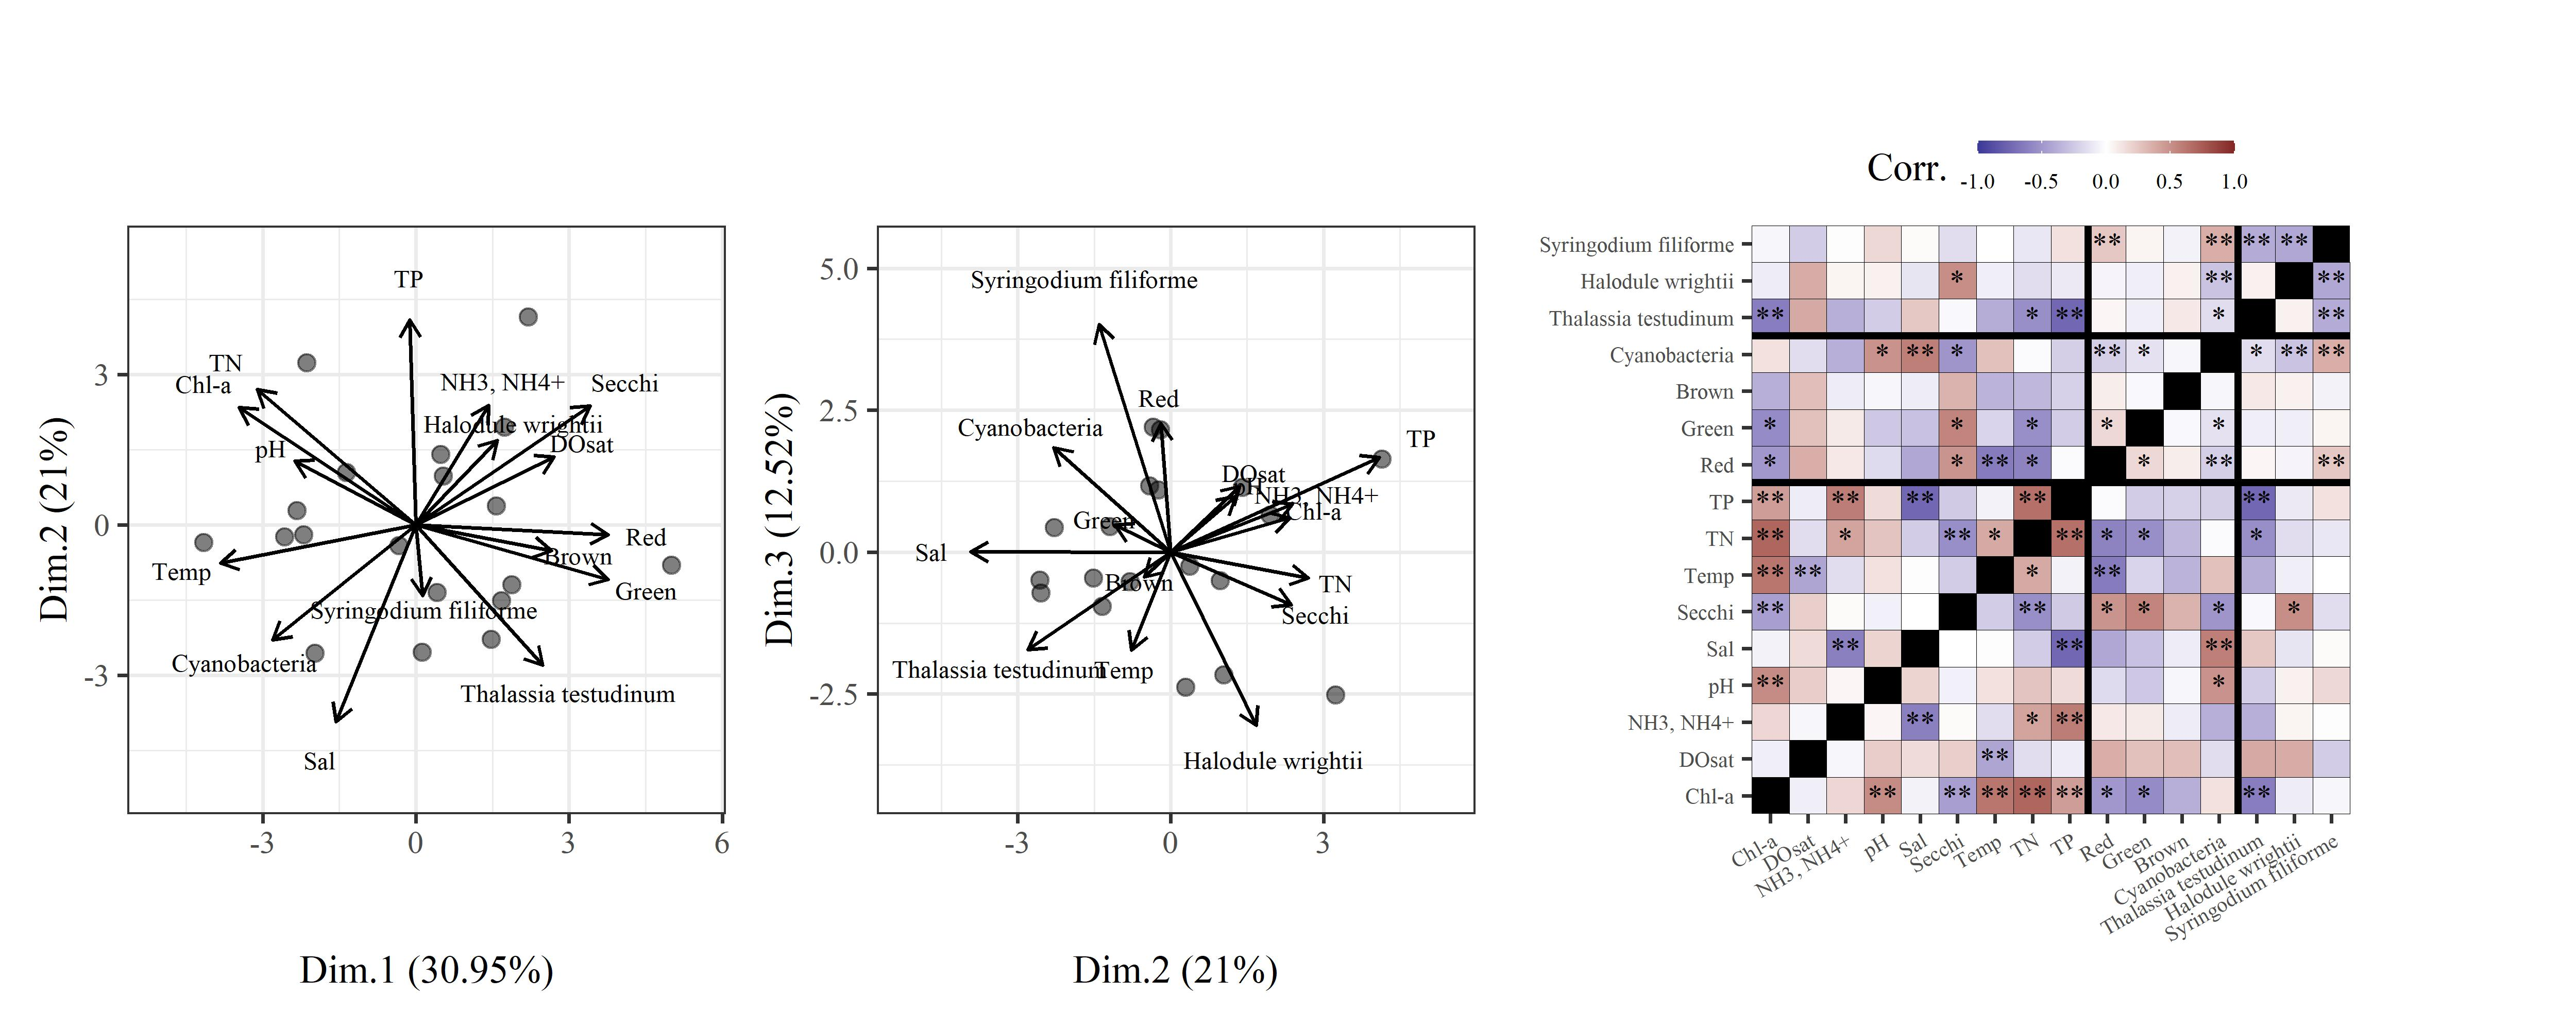 TP
TN
Chl-a
NH3, NH4+
Secchi
Halodule wrightii
DOsat
pH
Red
Brown
Temp
Green
Syringodium filiforme
Cyanobacteria
Thalassia testudinum
Sal
3
0
-3
-3
0
3
6
Dim.2 (21%)
Dim.1 (30.95%)
Syringodium filiforme
Red
Cyanobacteria
TP
DOsat
pH
NH3, NH4+
Chl-a
Green
Sal
Brown
TN
Secchi
Thalassia testudinum
Temp
Halodule wrightii
5.0
2.5
0.0
-2.5
-3
0
3
Dim.3 (12.52%)
Dim.2 (21%)
Corr.
-1.0 -0.5 0.0 0.5 1.0
Syringodium filiforme ** ** ** **
Halodule wrightii * ** **
Thalassia testudinum ** * ** * **
Cyanobacteria * ** * ** * * ** **
Brown
Green * * * * *
Red * * ** * * ** **
TP ** ** ** ** **
TN ** * ** * ** * * *
Temp ** ** * **
Secchi ** ** * * * *
Sal ** ** **
pH ** *
NH3, NH4+ ** * **
DOsat **
Chl-a ** ** ** ** ** * * **
Chl-a
DOsat
NH3, NH4+
pH
Sal
Secchi
Temp
TN
TP
Red
Green
Brown
Cyanobacteria
Thalassia testudinum
Halodule wrightii
Syringodium filiforme